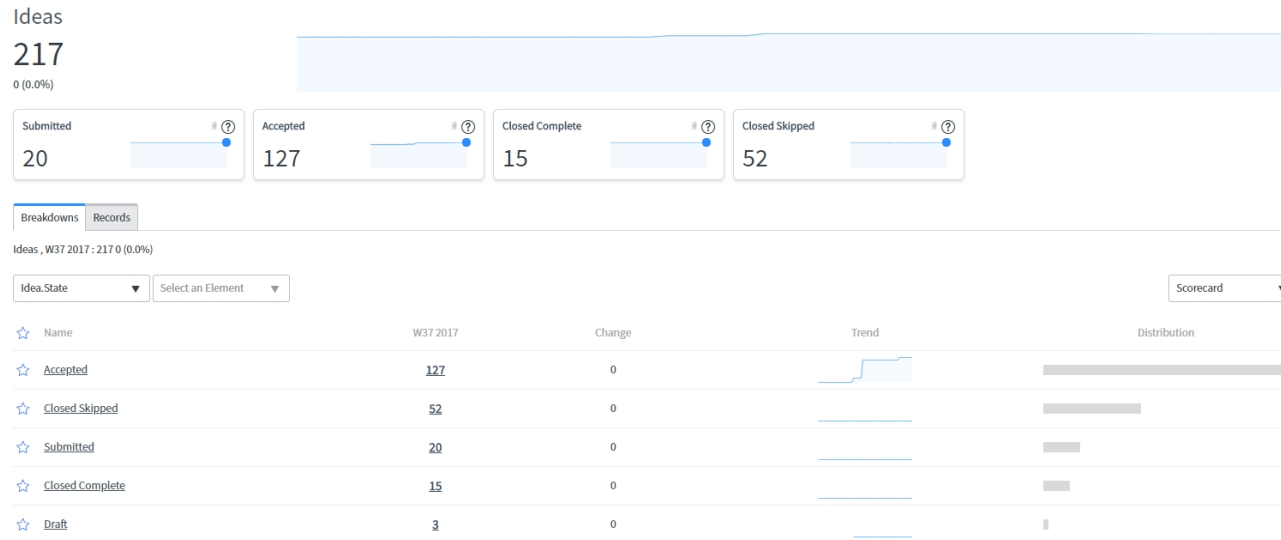 Ideas
217
0 (0.0%)
Submitted # ?
20
Accepted # ?
127
Closed Complete # ?
15
Closed Skipped # ?
52
Breakdowns Records
Ideas , W37 2017 : 217 0 (0.0%)
Idea.State Select an Element Scorecard
Name W37 2017 Change Trend Distribution
Accepted 127 0
Closed Skipped 52 0
Submitted 20 0
Closed Complete 15 0
Draft 3 0